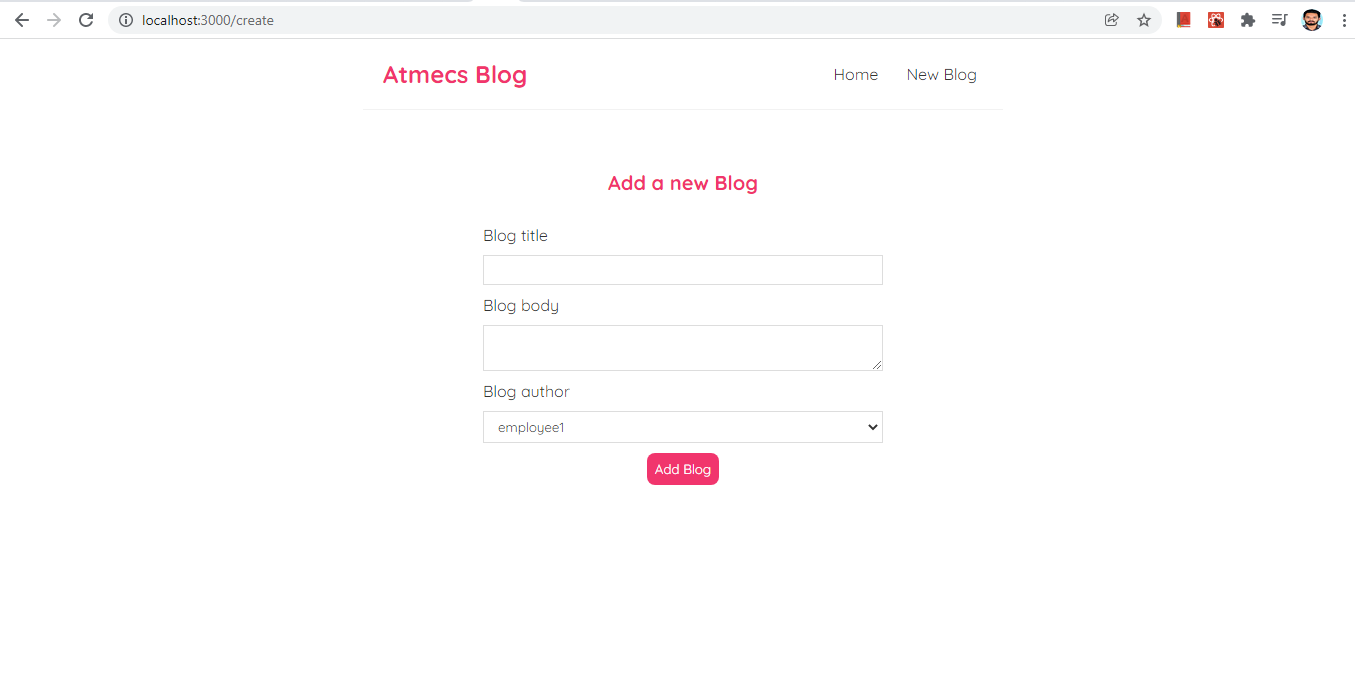 localhost:3000/create
Atmecs Blog
Home New Blog
Add a new Blog
Blog title
Blog body
Blog author
employee1
Add Blog